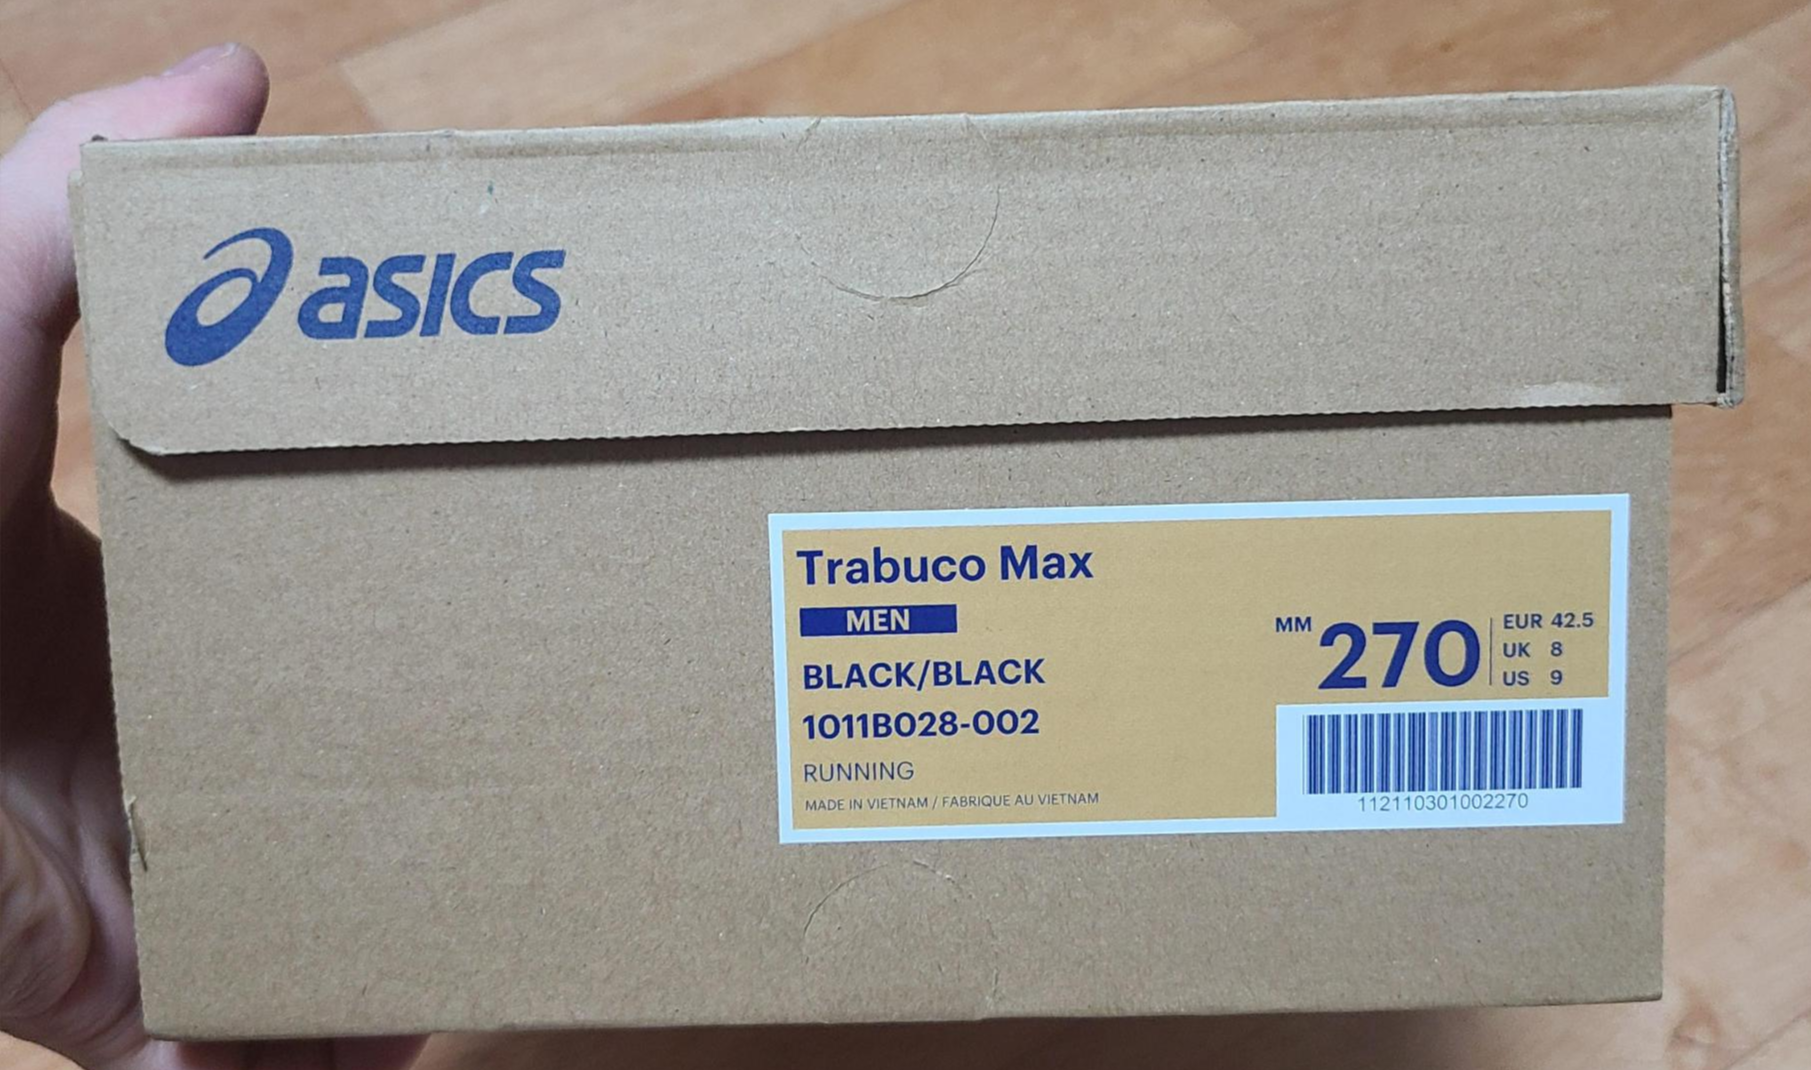 asics
Trabuco Max
MEN
BLACK/BLACK
1011B028-002
RUNNING
MADE IN VIETNAM / FABRIQUE AU VIETNAM
MM 270
EUR 42.5
UK 8
US 9
112110301002270